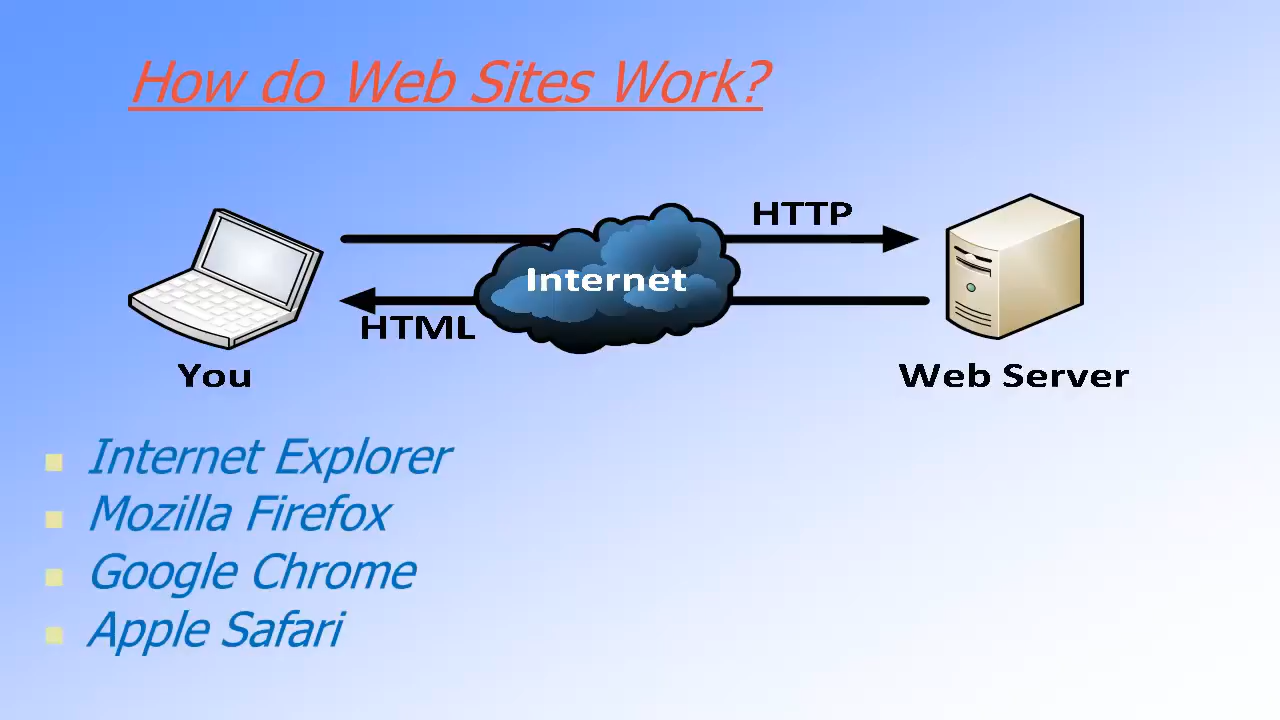 How do Web Sites Work?
HTTP
Internet
HTML
You
Web Server
Internet Explorer
Mozilla Firefox
Google Chrome
Apple Safari